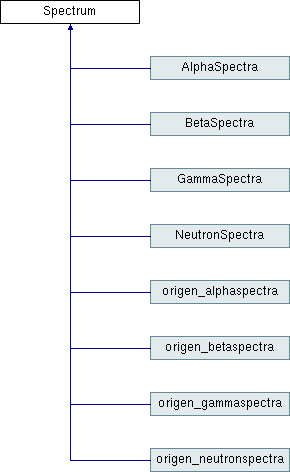 Spectrum
AlphaSpectra
BetaSpectra
GammaSpectra
NeutronSpectra
origen_alphaspectra
origen_betaspectra
origen_gammaspectra
origen_neutronspectra